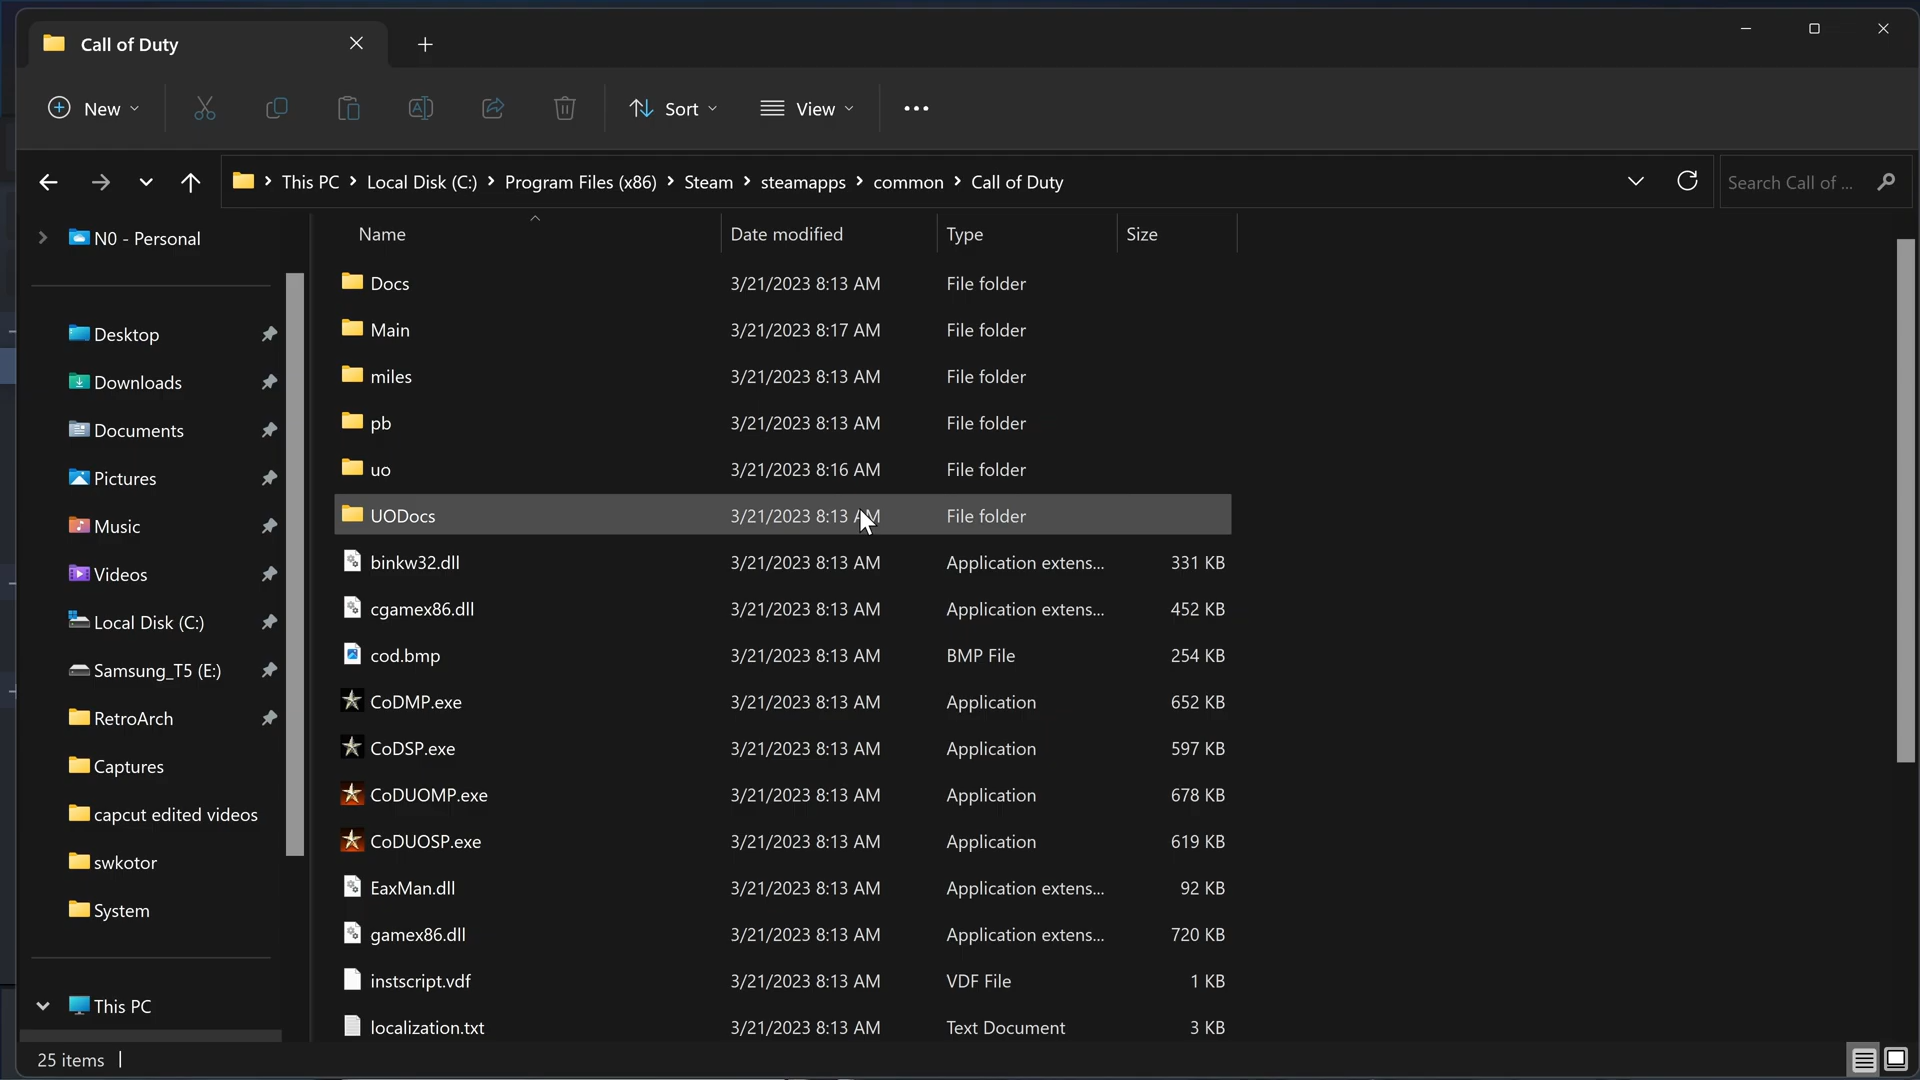 Call of Duty
New
Sort
View
This PC > Local Disk (C:) > Program Files (x86) > Steam > steamapps > common > Call of Duty
Search Call of ...
Name Date modified Type Size
N0 - Personal
Desktop
Downloads
Documents
Pictures
Music
Videos
Local Disk (C:)
Samsung_T5 (E:)
RetroArch
Captures
capcut edited videos
swkotor
System
This PC
Docs 3/21/2023 8:13 AM File folder
Main 3/21/2023 8:17 AM File folder
miles 3/21/2023 8:13 AM File folder
pb 3/21/2023 8:13 AM File folder
uo 3/21/2023 8:16 AM File folder
UODocs 3/21/2023 8:13 AM File folder
binkw32.dll 3/21/2023 8:13 AM Application extens... 331 KB
cgamex86.dll 3/21/2023 8:13 AM Application extens... 452 KB
cod.bmp 3/21/2023 8:13 AM BMP File 254 KB
CoDMP.exe 3/21/2023 8:13 AM Application 652 KB
CoDSP.exe 3/21/2023 8:13 AM Application 597 KB
CoDUOMP.exe 3/21/2023 8:13 AM Application 678 KB
CoDUOSP.exe 3/21/2023 8:13 AM Application 619 KB
EaxMan.dll 3/21/2023 8:13 AM Application extens... 92 KB
gamex86.dll 3/21/2023 8:13 AM Application extens... 720 KB
instscript.vdf 3/21/2023 8:13 AM VDF File 1 KB
localization.txt 3/21/2023 8:13 AM Text Document 3 KB
25 items